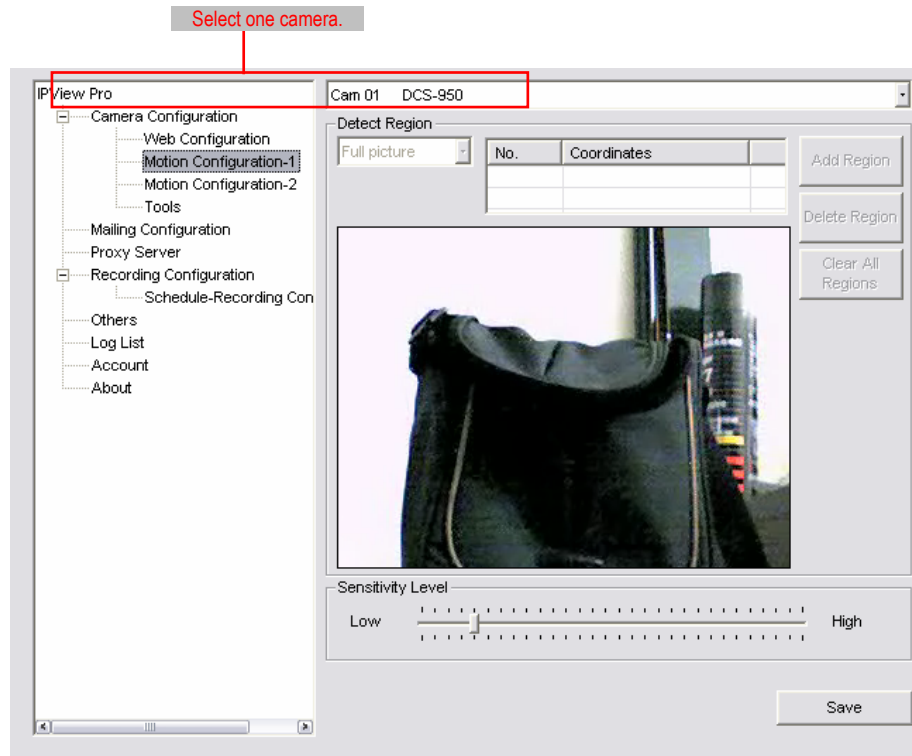 Select one camera.
IPView Pro
Camera Configuration
Web Configuration
Motion Configuration-1
Motion Configuration-2
Tools
Mailing Configuration
Proxy Server
Recording Configuration
Schedule-Recording Con
Others
Log List
Account
About
Cam 01 DCS-950
Detect Region
Full picture
No. Coordinates
Add Region
Delete Region
Clear All
Regions
Sensitivity Level
Low High
Save